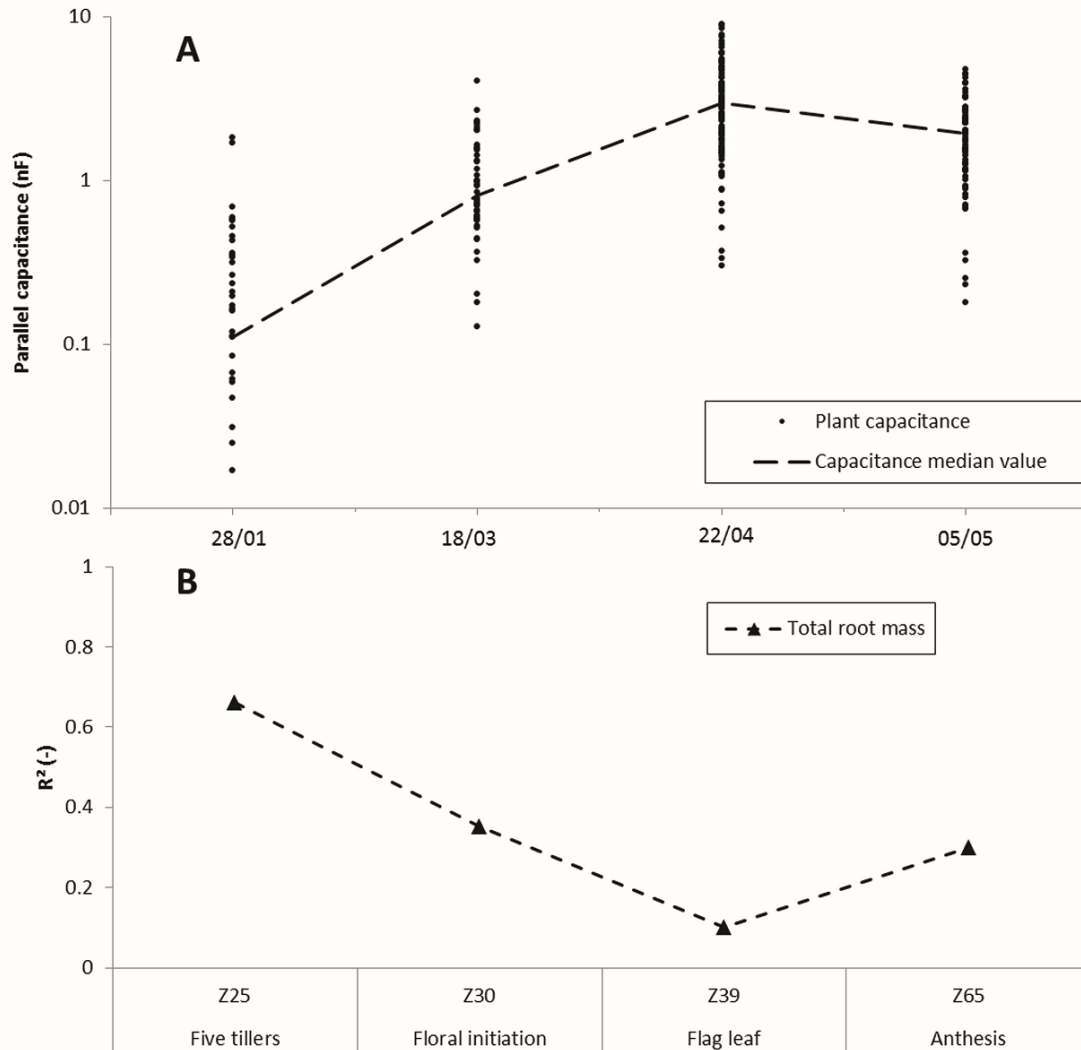 A
10
1
0.1
0.01
Parallel capacitance (nF)
Plant capacitance
Capacitance median value
28/01 18/03 22/04 05/05
B
1
0.8
0.6
0.4
0.2
0
R² (-)
Total root mass
Z25 Z30 Z39 Z65
Five tillers Floral initiation Flag leaf Anthesis